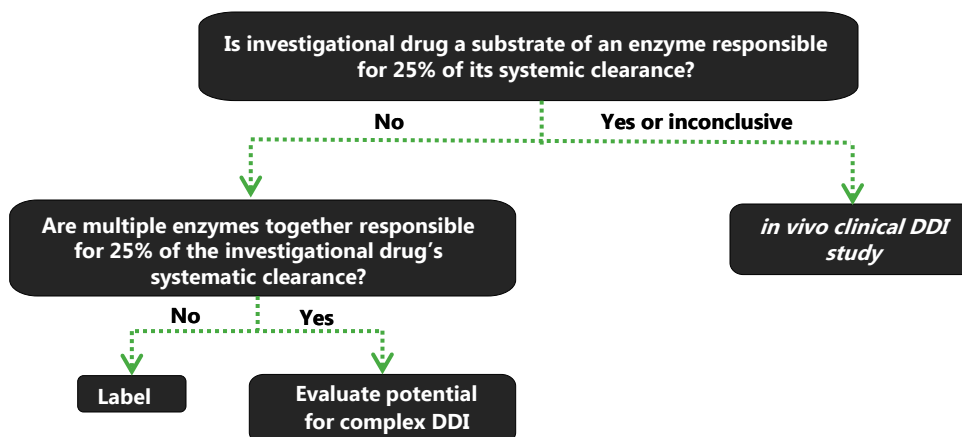 Is investigational drug a substrate of an enzyme responsible
for 25% of its systemic clearance?
No
Yes or inconclusive
Are multiple enzymes together responsible
for 25% of the investigational drug's
systematic clearance?
in vivo clinical DDI
study
No
Yes
Label
Evaluate potential
for complex DDI